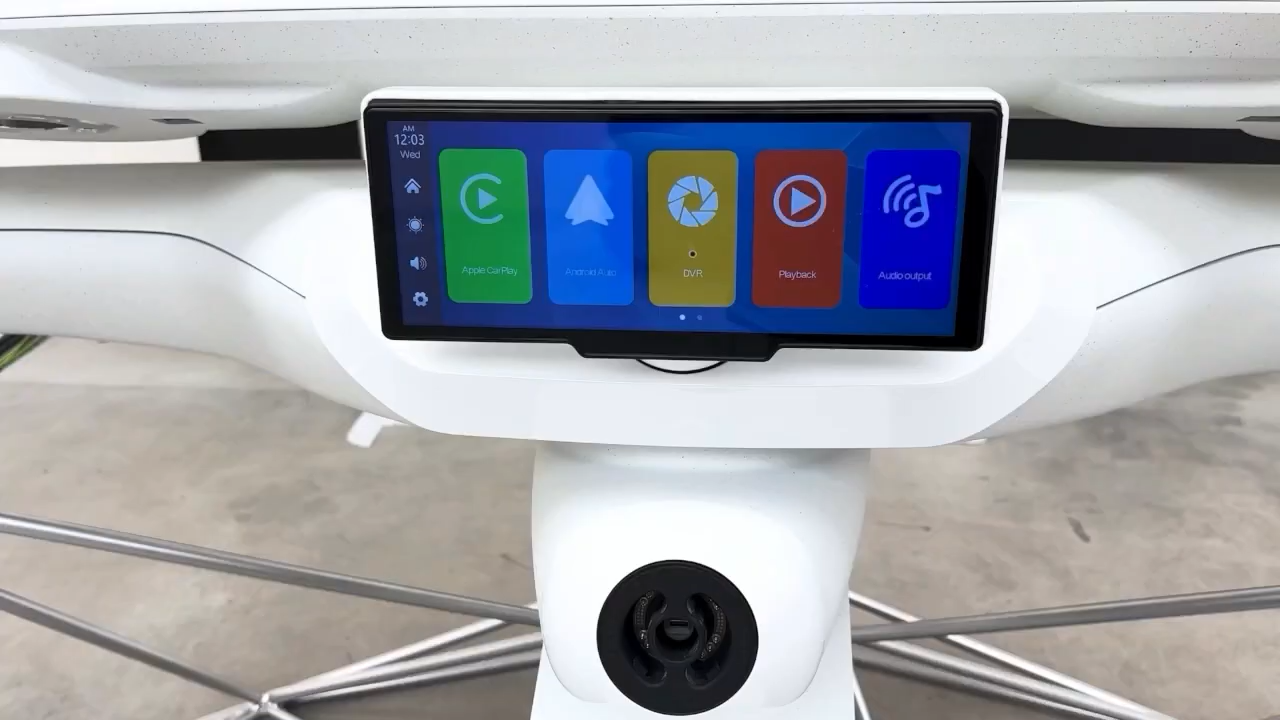 AM
12:03
Wed
Apple CarPlay
Android Auto
DVR
Playback
Audio output